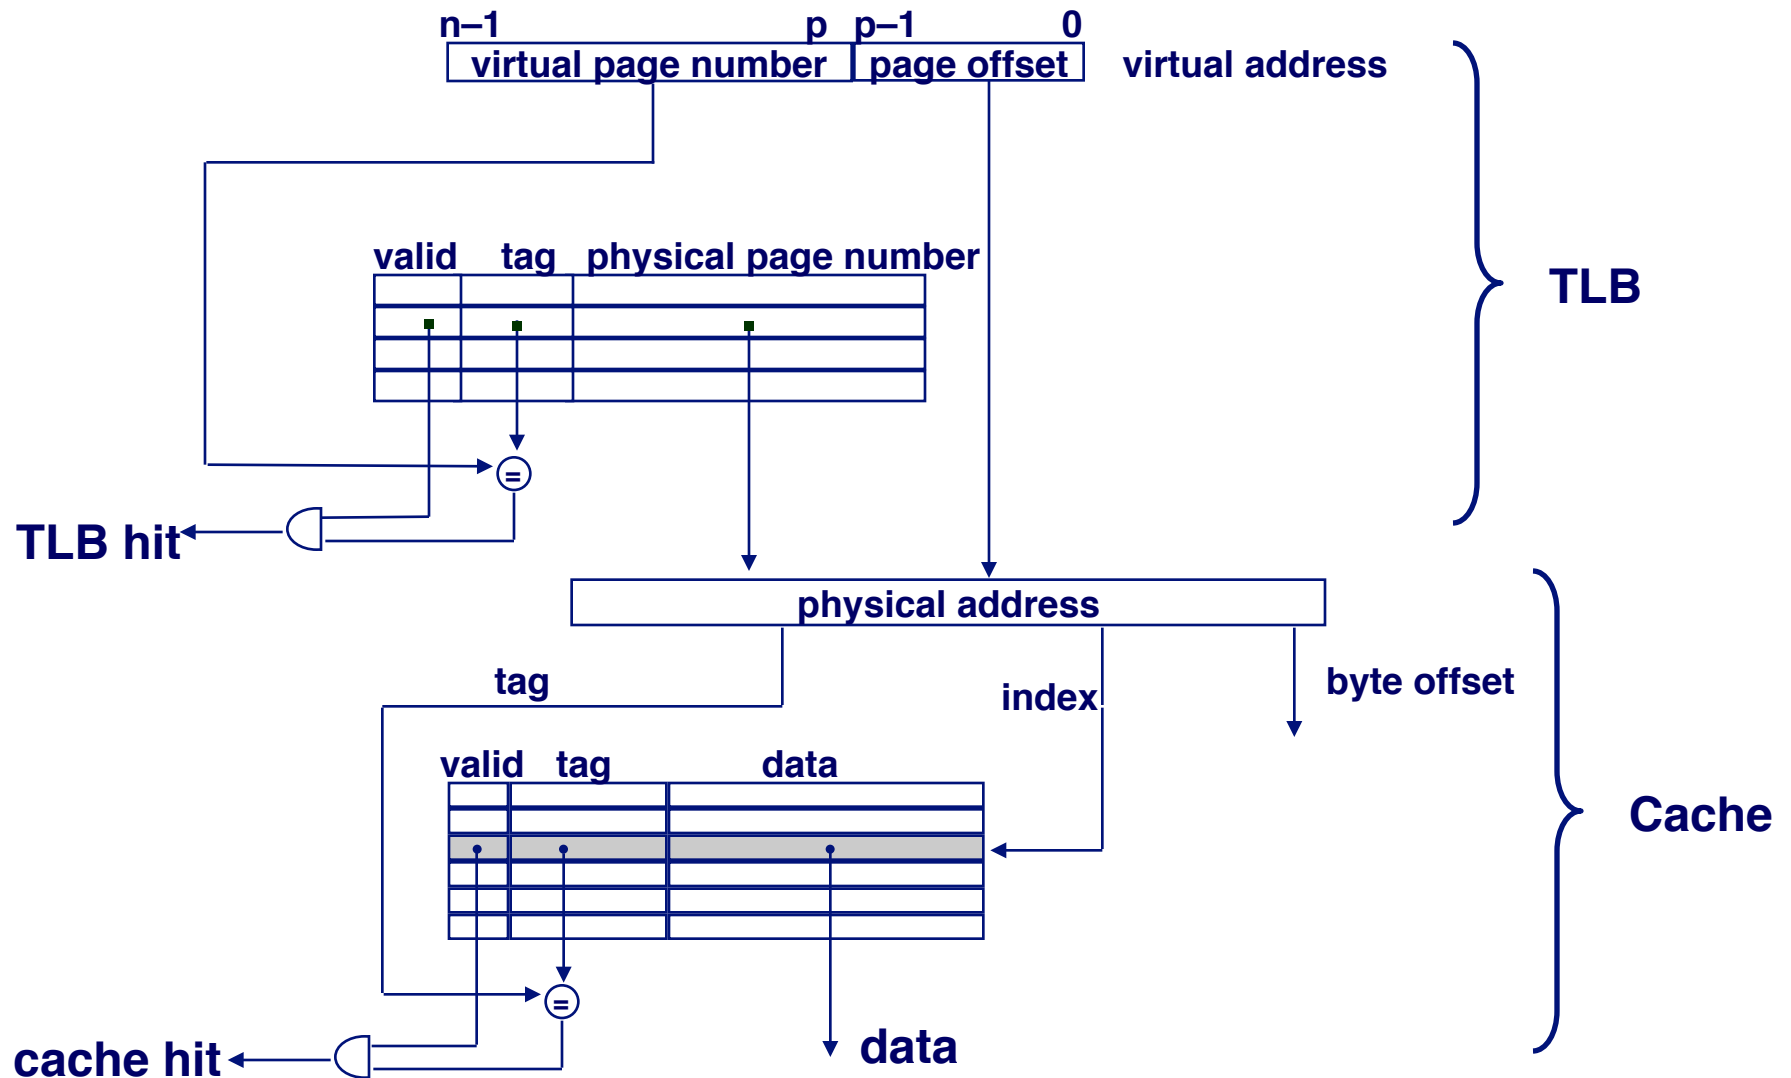 n–1 p p–1 0
virtual page number page offset virtual address
valid tag physical page number
TLB
=
TLB hit
physical address
tag index byte offset
valid tag data
Cache
=
cache hit data